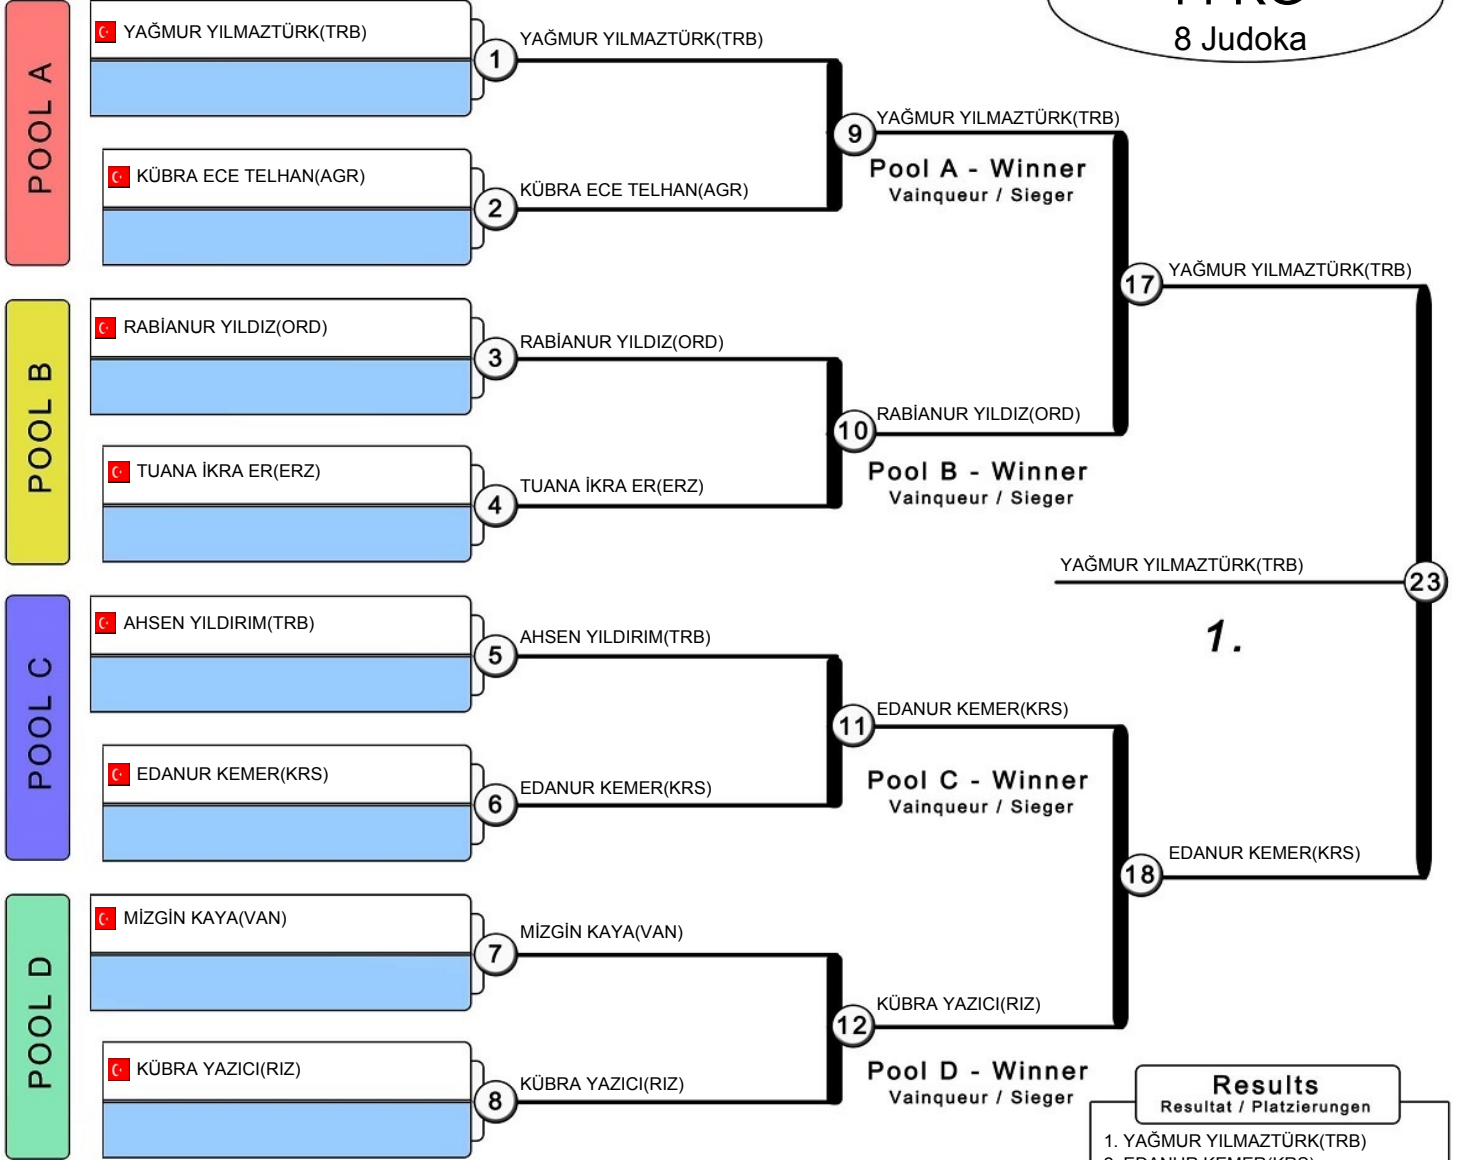 8 Judoka
POOL A
YAĞMUR YILMAZTÜRK(TRB)
1
YAĞMUR YILMAZTÜRK(TRB)
KÜBRA ECE TELHAN(AGR)
2
KÜBRA ECE TELHAN(AGR)
9
YAĞMUR YILMAZTÜRK(TRB)
Pool A - Winner
Vainqueur / Sieger
POOL B
RABİANUR YILDIZ(ORD)
3
RABİANUR YILDIZ(ORD)
TUANA İKRA ER(ERZ)
4
TUANA İKRA ER(ERZ)
10
RABİANUR YILDIZ(ORD)
Pool B - Winner
Vainqueur / Sieger
17
YAĞMUR YILMAZTÜRK(TRB)
YAĞMUR YILMAZTÜRK(TRB)
23
1.
POOL C
AHSEN YILDIRIM(TRB)
5
AHSEN YILDIRIM(TRB)
EDANUR KEMER(KRS)
6
EDANUR KEMER(KRS)
11
EDANUR KEMER(KRS)
Pool C - Winner
Vainqueur / Sieger
18
EDANUR KEMER(KRS)
POOL D
MİZGİN KAYA(VAN)
7
MİZGİN KAYA(VAN)
KÜBRA YAZICI(RIZ)
8
KÜBRA YAZICI(RIZ)
12
KÜBRA YAZICI(RIZ)
Pool D - Winner
Vainqueur / Sieger
Results
Resultat / Platzierungen
1. YAĞMUR YILMAZTÜRK(TRB)
2. EDANUR KEMER(KRS)